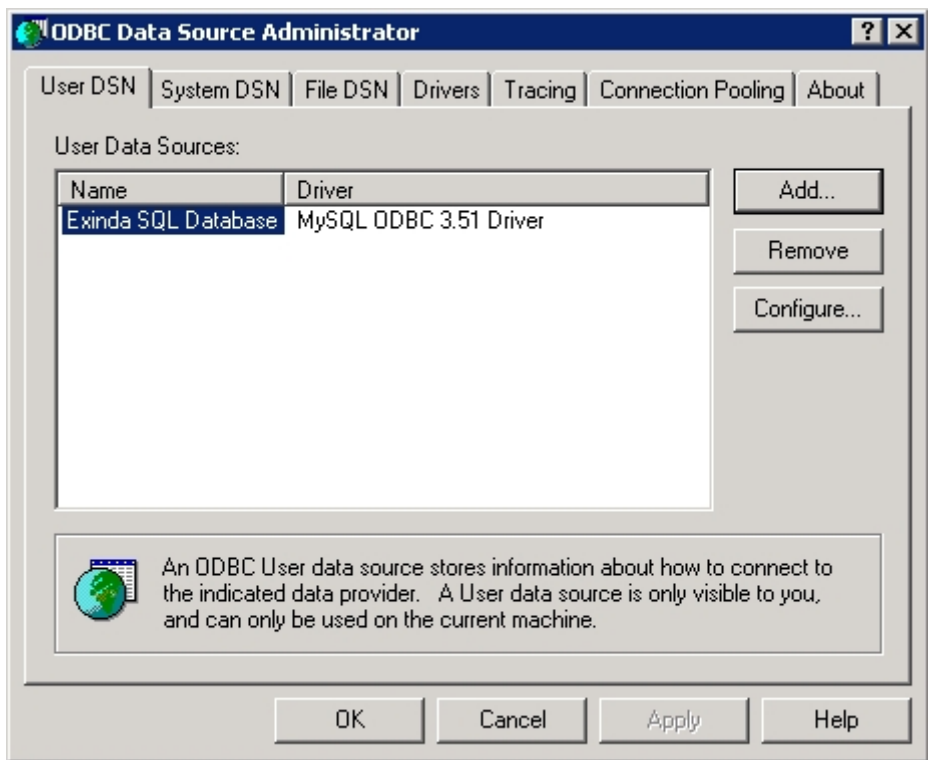 ODBC Data Source Administrator
User DSN System DSN File DSN Drivers Tracing Connection Pooling About
User Data Sources:
Name Driver Add...
Exinda SQL Database MySQL ODBC 3.51 Driver
Remove
Configure...
An ODBC User data source stores information about how to connect to
the indicated data provider. A User data source is only visible to you,
and can only be used on the current machine.
OK Cancel Apply Help